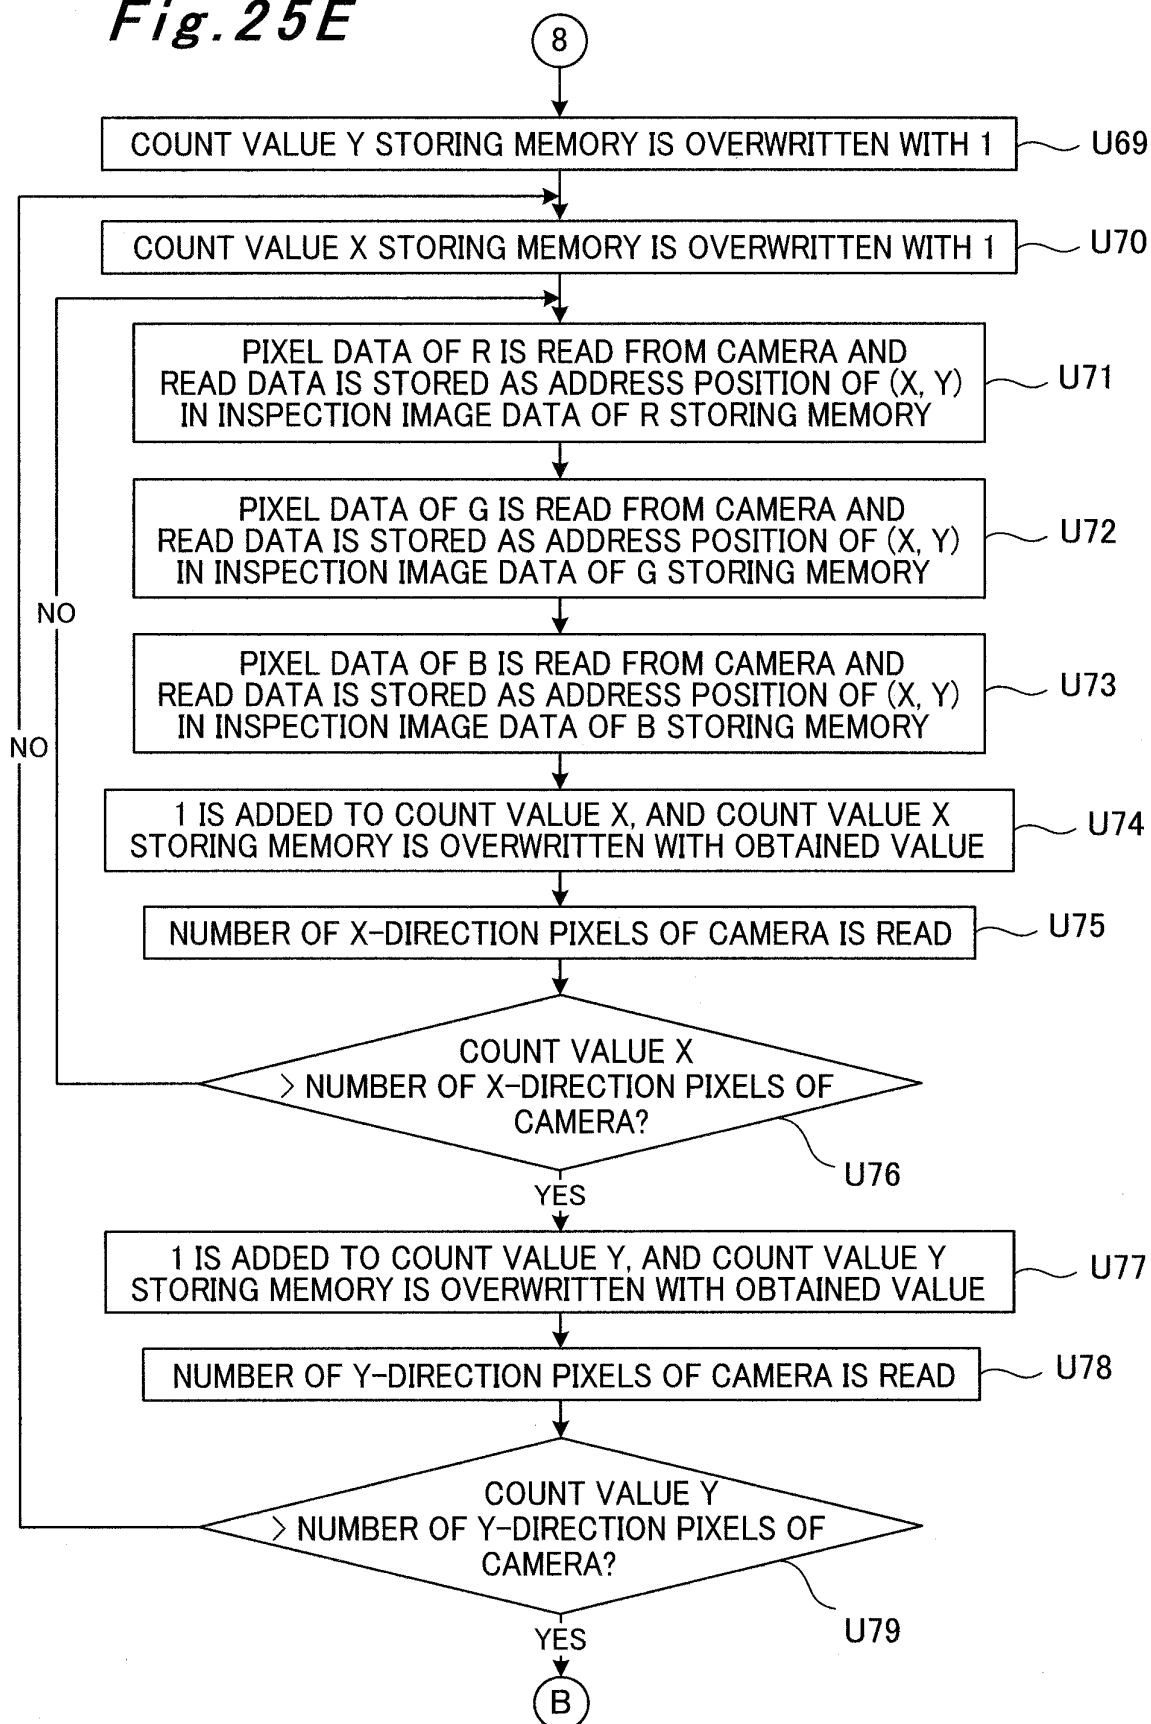 Fig.25E
8
COUNT VALUE Y STORING MEMORY IS OVERWRITTEN WITH 1
U69
COUNT VALUE X STORING MEMORY IS OVERWRITTEN WITH 1
U70
PIXEL DATA OF R IS READ FROM CAMERA AND
READ DATA IS STORED AS ADDRESS POSITION OF (X, Y)
IN INSPECTION IMAGE DATA OF R STORING MEMORY
U71
PIXEL DATA OF G IS READ FROM CAMERA AND
READ DATA IS STORED AS ADDRESS POSITION OF (X, Y)
IN INSPECTION IMAGE DATA OF G STORING MEMORY
U72
NO
PIXEL DATA OF B IS READ FROM CAMERA AND
READ DATA IS STORED AS ADDRESS POSITION OF (X, Y)
IN INSPECTION IMAGE DATA OF B STORING MEMORY
U73
NO
1 IS ADDED TO COUNT VALUE X, AND COUNT VALUE X
STORING MEMORY IS OVERWRITTEN WITH OBTAINED VALUE
U74
NUMBER OF X-DIRECTION PIXELS OF CAMERA IS READ
U75
COUNT VALUE X
> NUMBER OF X-DIRECTION PIXELS OF
CAMERA?
U76
YES
1 IS ADDED TO COUNT VALUE Y, AND COUNT VALUE Y
STORING MEMORY IS OVERWRITTEN WITH OBTAINED VALUE
U77
NUMBER OF Y-DIRECTION PIXELS OF CAMERA IS READ
U78
COUNT VALUE Y
> NUMBER OF Y-DIRECTION PIXELS OF
CAMERA?
U79
YES
B